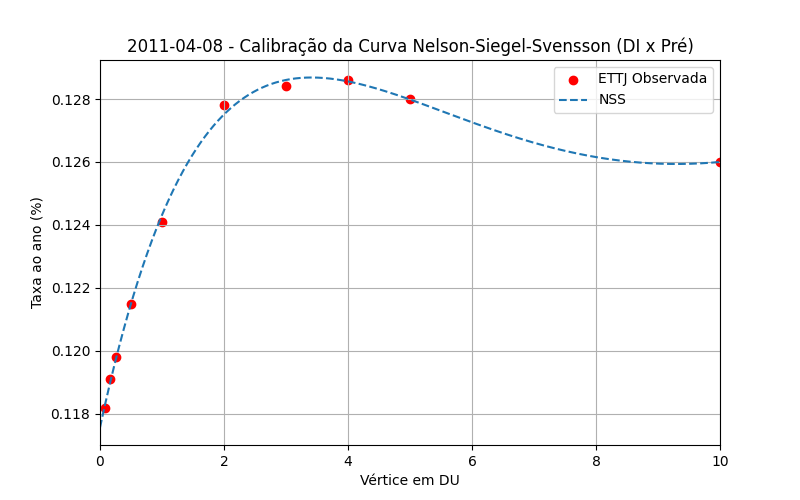 2011-04-08 - Calibração da Curva Nelson-Siegel-Svensson (DI x Pré)
ETTJ Observada
NSS
Taxa ao ano (%)
0.128
0.126
0.124
0.122
0.120
0.118
0 2 4 6 8 10
Vértice em DU